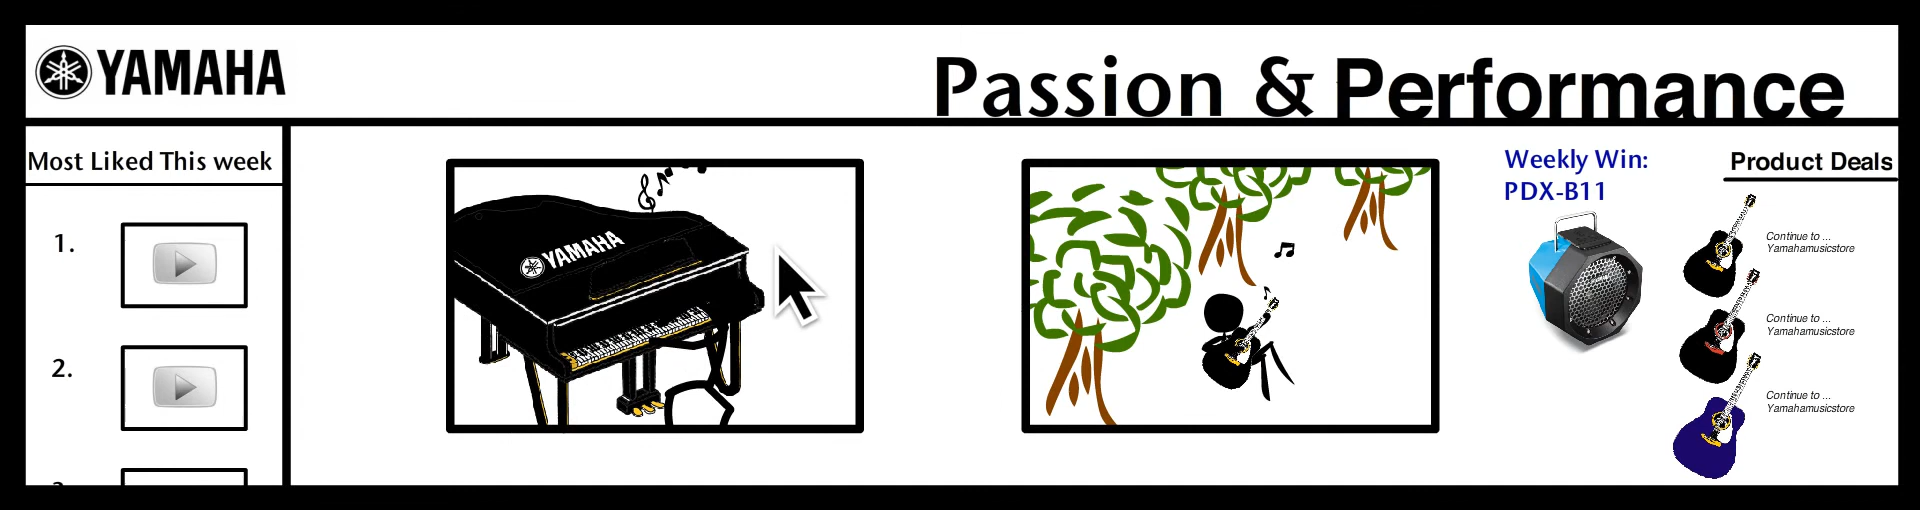 YAMAHA
Passion & Performance
Most Liked This week
1.
2.
YAMAHA
Weekly Win:
PDX-B11
Product Deals
Continue to ...
Yamahamusicstore
Continue to ...
Yamahamusicstore
Continue to ...
Yamahamusicstore